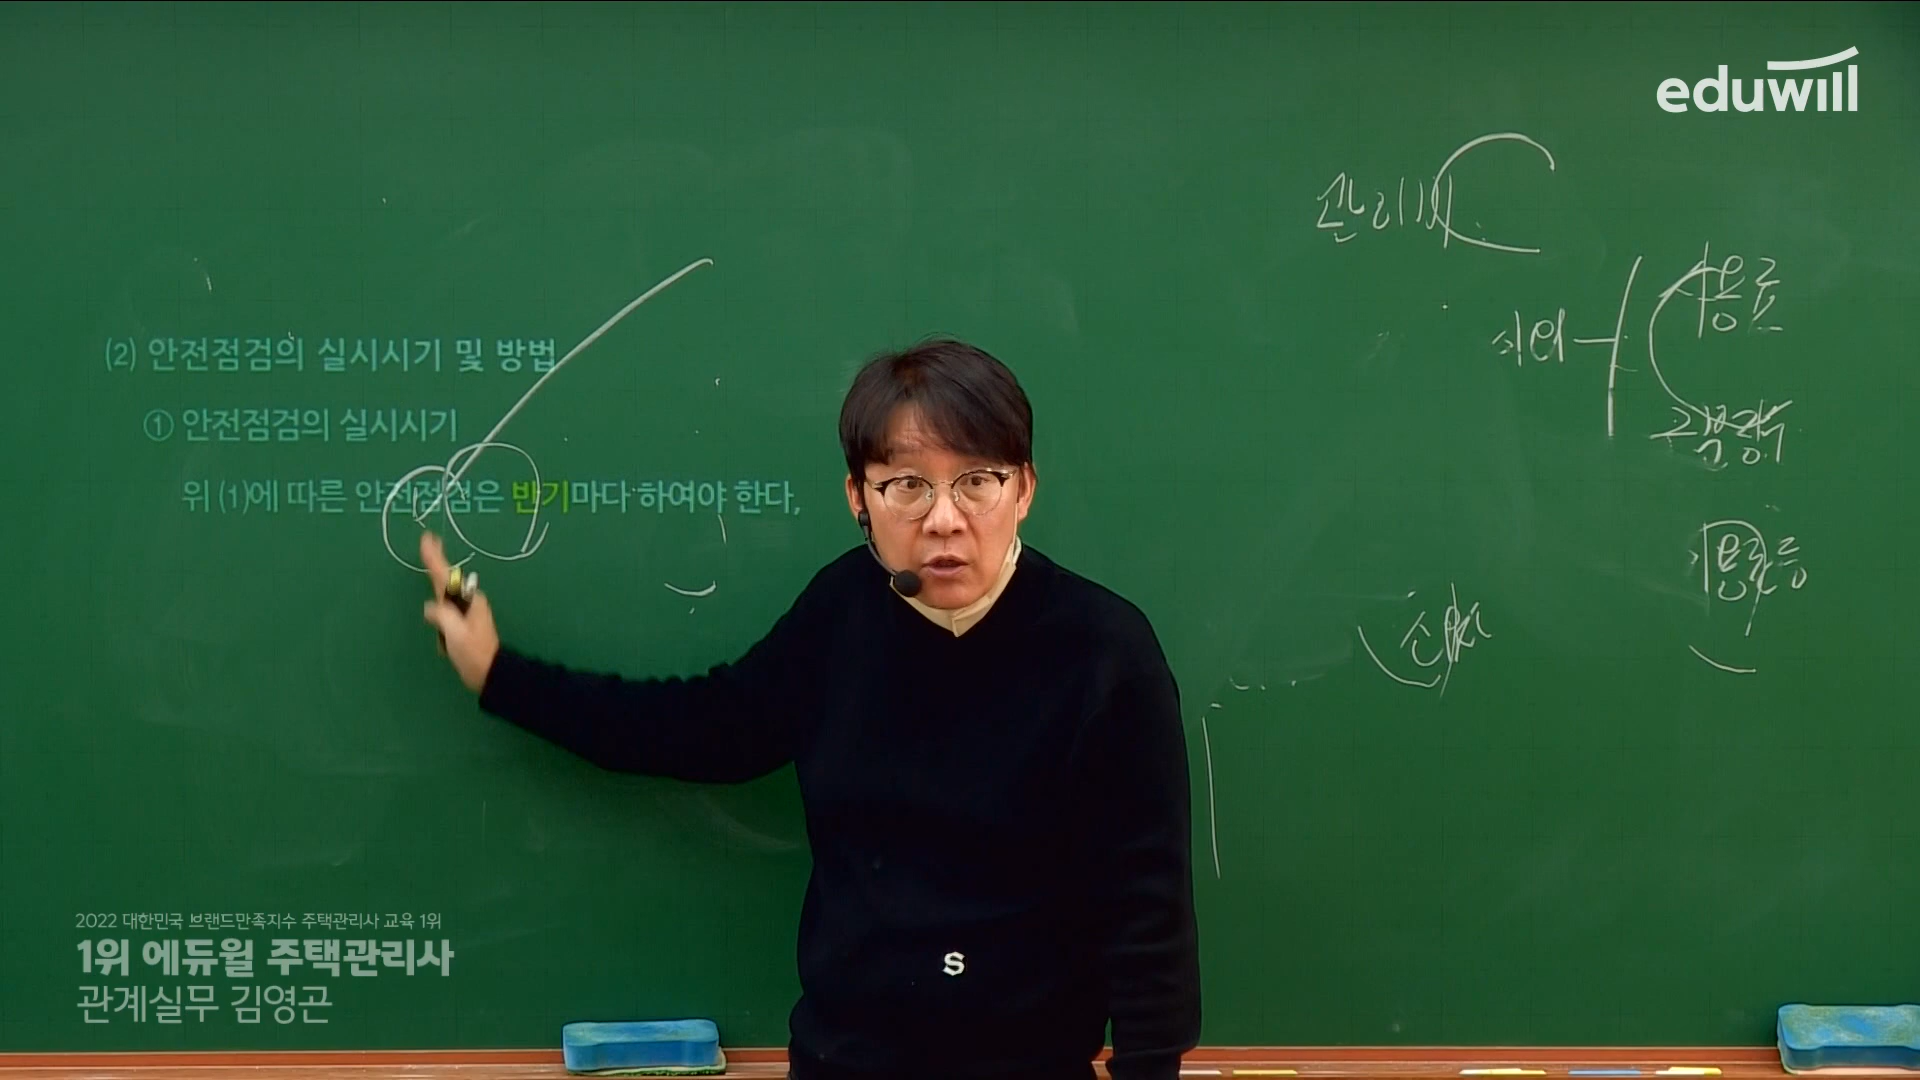 eduwill
관리사
(2) 안전점검의 실시시기 및 방법
① 안전점검의 실시시기
위 (1)에 따른 안전점검은 반기마다 하여야 한다,
2022 대한민국 브랜드만족지수 주택관리사 교육 1위
1위 에듀윌 주택관리사
관계실무 김영곤
S